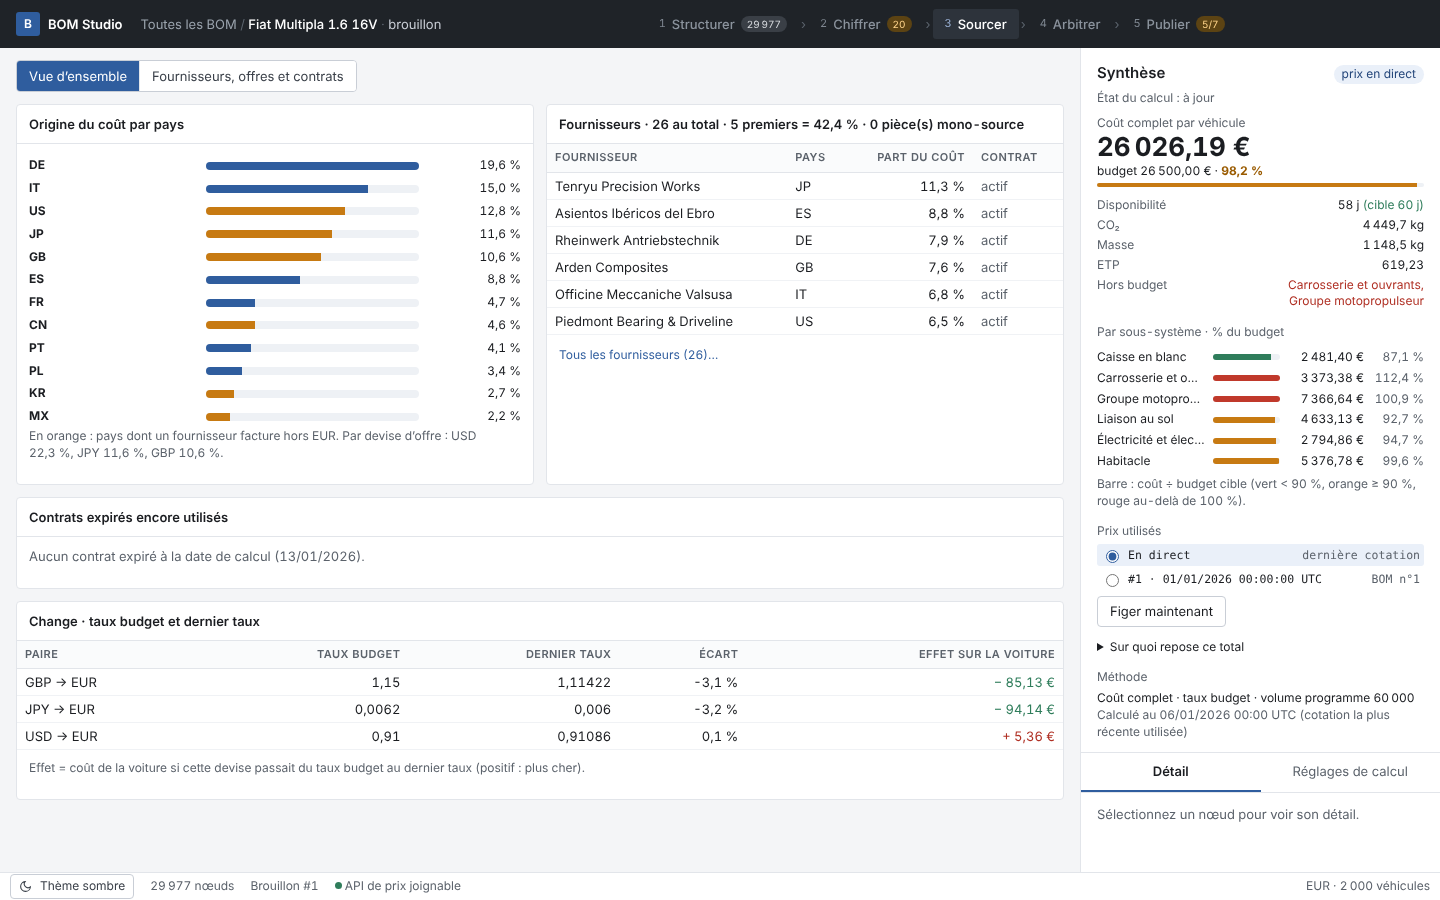 B BOM Studio Toutes les BOM / Fiat Multipla 1.6 16V · brouillon
1 Structurer 29 977 › 2 Chiffrer 20 › 3 Sourcer › 4 Arbitrer › 5 Publier 5/7
Vue d’ensemble Fournisseurs, offres et contrats
Origine du coût par pays
DE 19,6 %
IT 15,0 %
US 12,8 %
JP 11,6 %
GB 10,6 %
ES 8,8 %
FR 4,7 %
CN 4,6 %
PT 4,1 %
PL 3,4 %
KR 2,7 %
MX 2,2 %
En orange : pays dont un fournisseur facture hors EUR. Par devise d’offre : USD
22,3 %, JPY 11,6 %, GBP 10,6 %.
Fournisseurs · 26 au total · 5 premiers = 42,4 % · 0 pièce(s) mono-source
FOURNISSEUR PAYS PART DU COÛT CONTRAT
Tenryu Precision Works JP 11,3 % actif
Asientos Ibéricos del Ebro ES 8,8 % actif
Rheinwerk Antriebstechnik DE 7,9 % actif
Arden Composites GB 7,6 % actif
Officine Meccaniche Valsusa IT 6,8 % actif
Piedmont Bearing & Driveline US 6,5 % actif
Tous les fournisseurs (26)…
Contrats expirés encore utilisés
Aucun contrat expiré à la date de calcul (13/01/2026).
Change · taux budget et dernier taux
PAIRE TAUX BUDGET DERNIER TAUX ÉCART EFFET SUR LA VOITURE
GBP → EUR 1,15 1,11422 -3,1 % − 85,13 €
JPY → EUR 0,0062 0,006 -3,2 % − 94,14 €
USD → EUR 0,91 0,91086 0,1 % + 5,36 €
Effet = coût de la voiture si cette devise passait du taux budget au dernier taux (positif : plus cher).
Synthèse prix en direct
État du calcul : à jour
Coût complet par véhicule
26 026,19 €
budget 26 500,00 € · 98,2 %
Disponibilité 58 j (cible 60 j)
CO₂ 4 449,7 kg
Masse 1 148,5 kg
ETP 619,23
Hors budget Carrosserie et ouvrants,
Groupe motopropulseur
Par sous-système · % du budget
Caisse en blanc 2 481,40 € 87,1 %
Carrosserie et o… 3 373,38 € 112,4 %
Groupe motopro… 7 366,64 € 100,9 %
Liaison au sol 4 633,13 € 92,7 %
Électricité et élec… 2 794,86 € 94,7 %
Habitacle 5 376,78 € 99,6 %
Barre : coût ÷ budget cible (vert < 90 %, orange ≥ 90 %,
rouge au-delà de 100 %).
Prix utilisés
En direct dernière cotation
#1 · 01/01/2026 00:00:00 UTC BOM n°1
Figer maintenant
Sur quoi repose ce total
Méthode
Coût complet · taux budget · volume programme 60 000
Calculé au 06/01/2026 00:00 UTC (cotation la plus
récente utilisée)
Détail Réglages de calcul
Sélectionnez un nœud pour voir son détail.
Thème sombre 29 977 nœuds Brouillon #1 API de prix joignable EUR · 2 000 véhicules